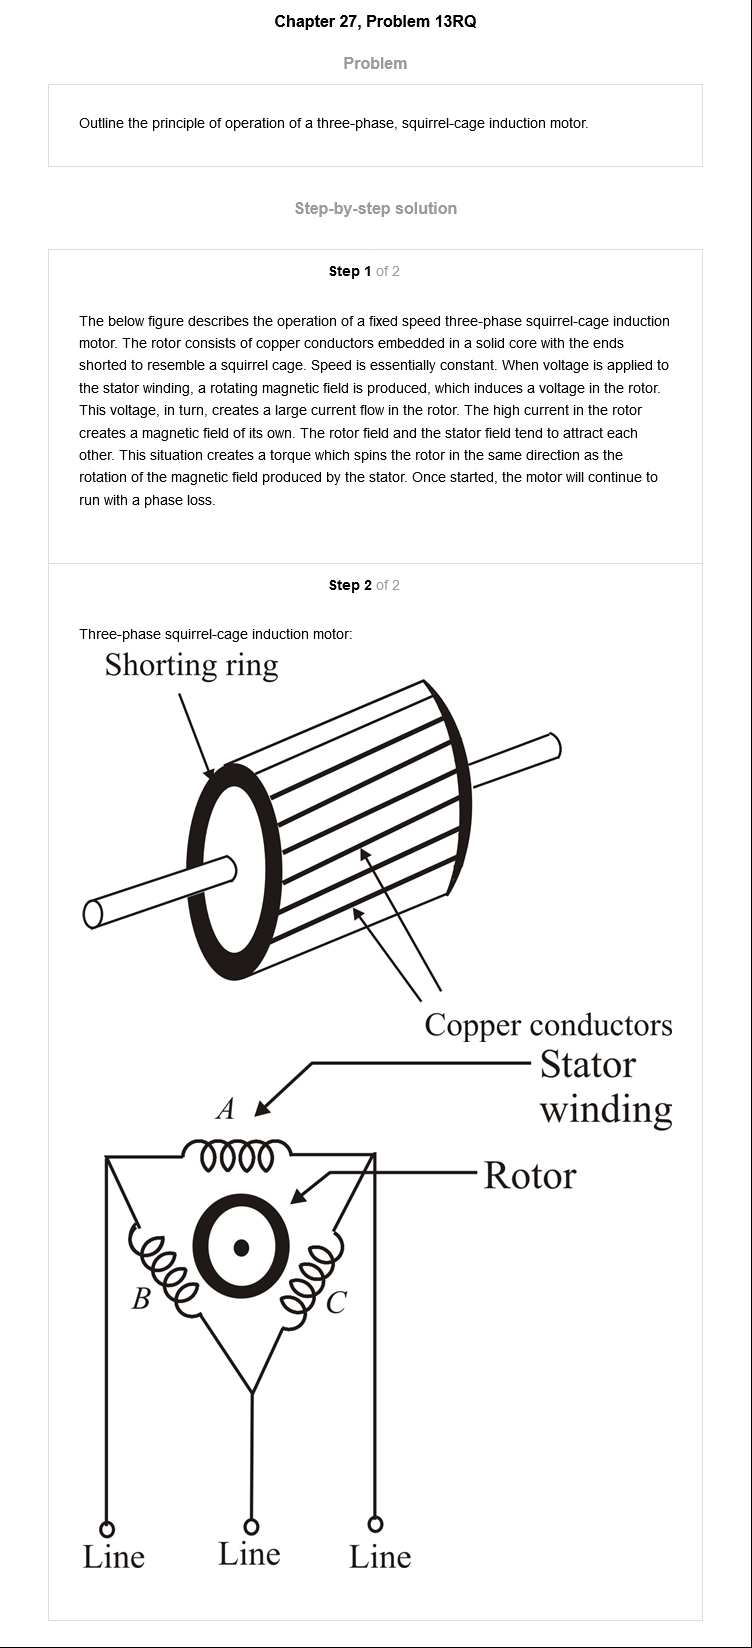 Chapter 27, Problem 13RQ
Problem
Outline the principle of operation of a three-phase, squirrel-cage induction motor.
Step-by-step solution
Step 1 of 2
The below figure describes the operation of a fixed speed three-phase squirrel-cage induction
motor. The rotor consists of copper conductors embedded in a solid core with the ends
shorted to resemble a squirrel cage. Speed is essentially constant. When voltage is applied to
the stator winding, a rotating magnetic field is produced, which induces a voltage in the rotor.
This voltage, in turn, creates a large current flow in the rotor. The high current in the rotor
creates a magnetic field of its own. The rotor field and the stator field tend to attract each
other. This situation creates a torque which spins the rotor in the same direction as the
rotation of the magnetic field produced by the stator. Once started, the motor will continue to
run with a phase loss.
Step 2 of 2
Three-phase squirrel-cage induction motor:
Shorting ring
Copper conductors
Stator
winding
A
Rotor
B
C
Line
Line
Line